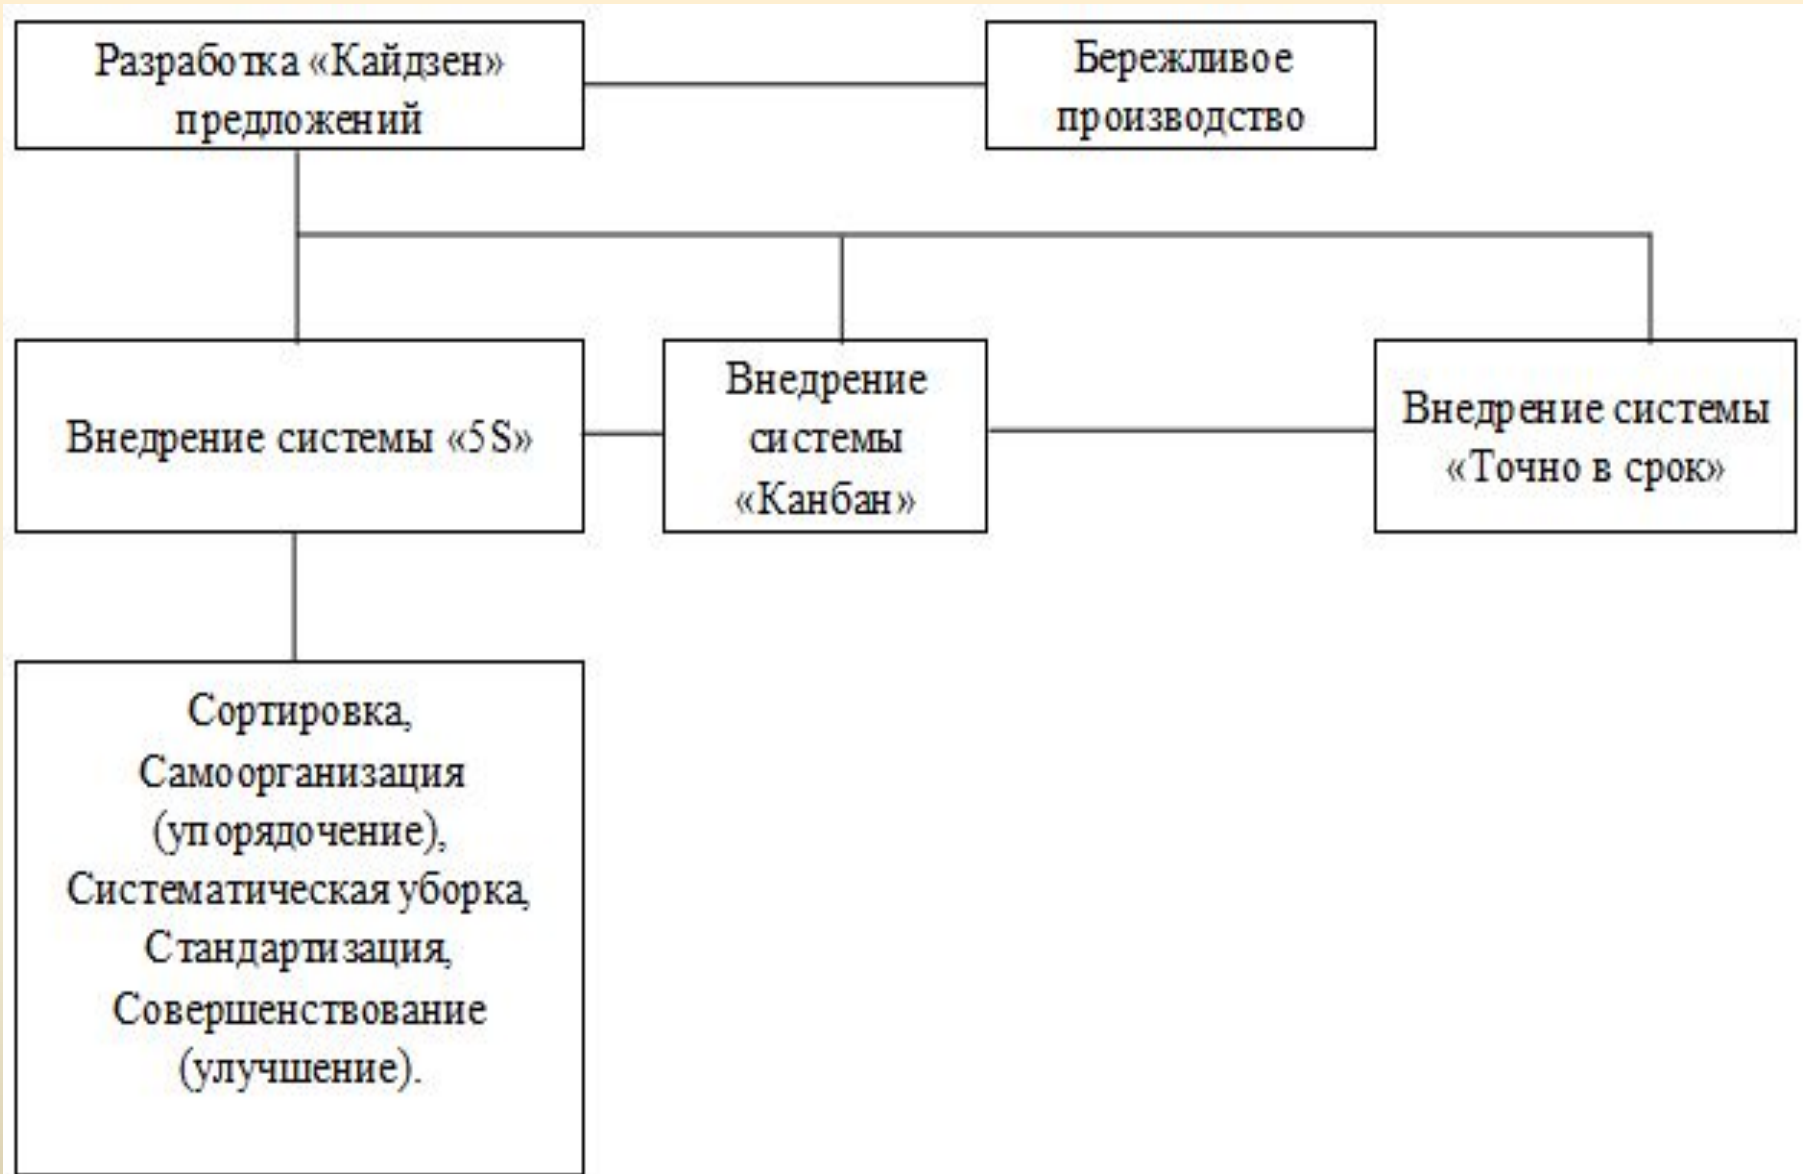 Разработка «Кайдзен»
предложений
Бережливое
производство
Внедрение системы «5S»
Внедрение
системы
«Канбан»
Внедрение системы
«Точно в срок»
Сортировка,
Самоорганизация
(упорядочение),
Систематическая уборка,
Стандартизация,
Совершенствование
(улучшение).